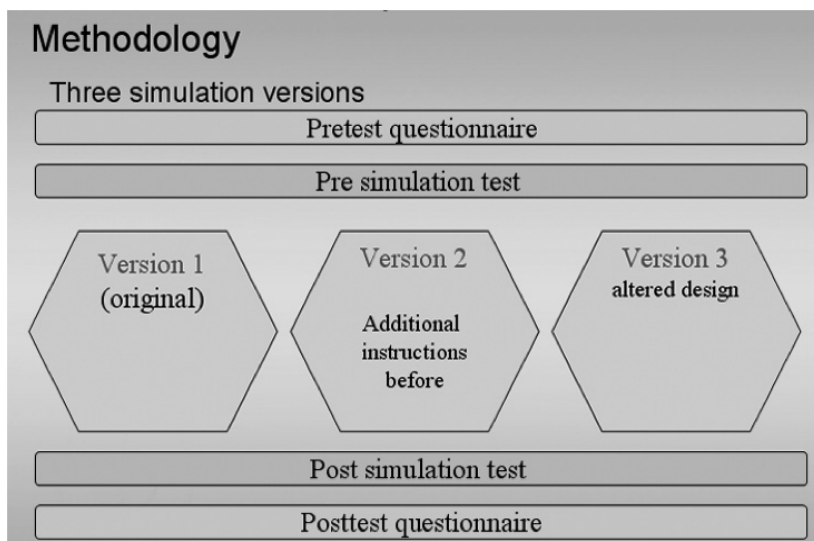 Methodology
Three simulation versions
Pretest questionnaire
Pre simulation test
Version 1
(original)
Version 2
Additional
instructions
before
Version 3
altered design
Post simulation test
Posttest questionnaire